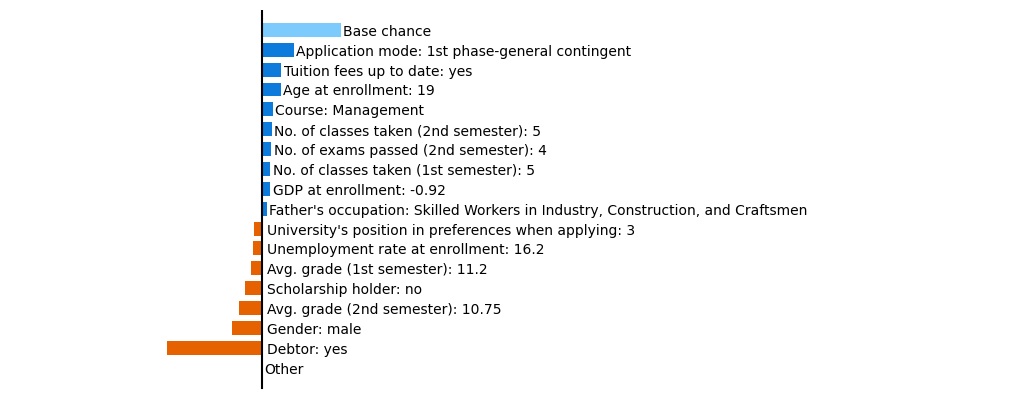 Base chance
Application mode: 1st phase-general contingent
Tuition fees up to date: yes
Age at enrollment: 19
Course: Management
No. of classes taken (2nd semester): 5
No. of exams passed (2nd semester): 4
No. of classes taken (1st semester): 5
GDP at enrollment: -0.92
Father's occupation: Skilled Workers in Industry, Construction, and Craftsmen
University's position in preferences when applying: 3
Unemployment rate at enrollment: 16.2
Avg. grade (1st semester): 11.2
Scholarship holder: no
Avg. grade (2nd semester): 10.75
Gender: male
Debtor: yes
Other